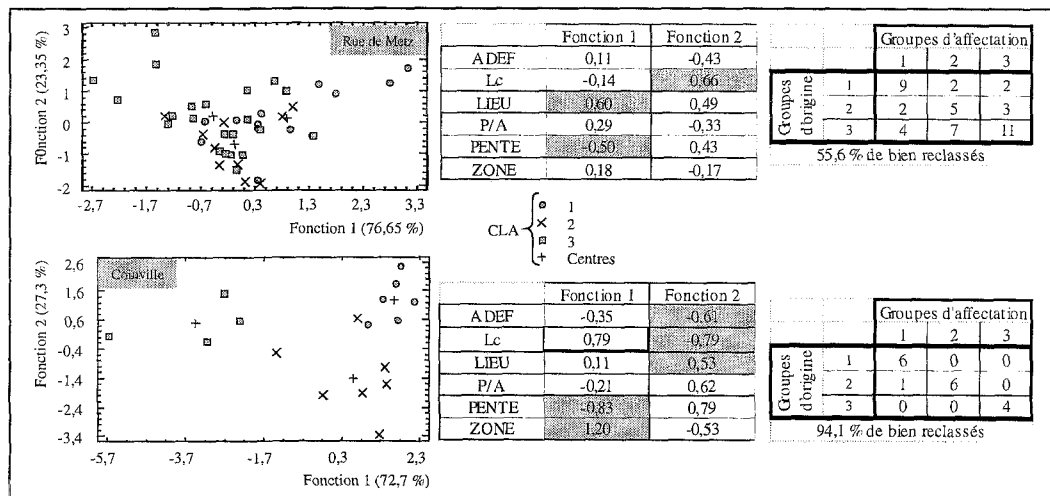 Rue de Metz
Fonction 2 (23,35 %)
3
2
1
0
-1
-2
-2,7 -1,7 -0,7 0,3 1,3 2,3 3,3
Fonction 1 (76,65 %)
Fonction 1 Fonction 2
ADEF 0,11 -0,43
Lc -0,14 0,66
LIEU 0,60 0,49
P/A 0,29 -0,33
PENTE -0,50 0,43
ZONE 0,18 -0,17
Groupes d'affectation
1 2 3
Groupes d'origine
1 9 2 2
2 2 5 3
3 4 7 11
55,6 % de bien reclassés
CLA
1
2
3
Centres
Coinville
Fonction 2 (27,3 %)
2,6
1,6
0,6
-0,4
-1,4
-2,4
-3,4
-5,7 -3,7 -1,7 0,3 2,3
Fonction 1 (72,7 %)
Fonction 1 Fonction 2
ADEF -0,35 -0,61
Lc 0,79 -0,79
LIEU 0,11 0,53
P/A -0,21 0,62
PENTE -0,83 0,79
ZONE 1,20 -0,53
Groupes d'affectation
1 2 3
Groupes d'origine
1 6 0 0
2 1 6 0
3 0 0 4
94,1 % de bien reclassés